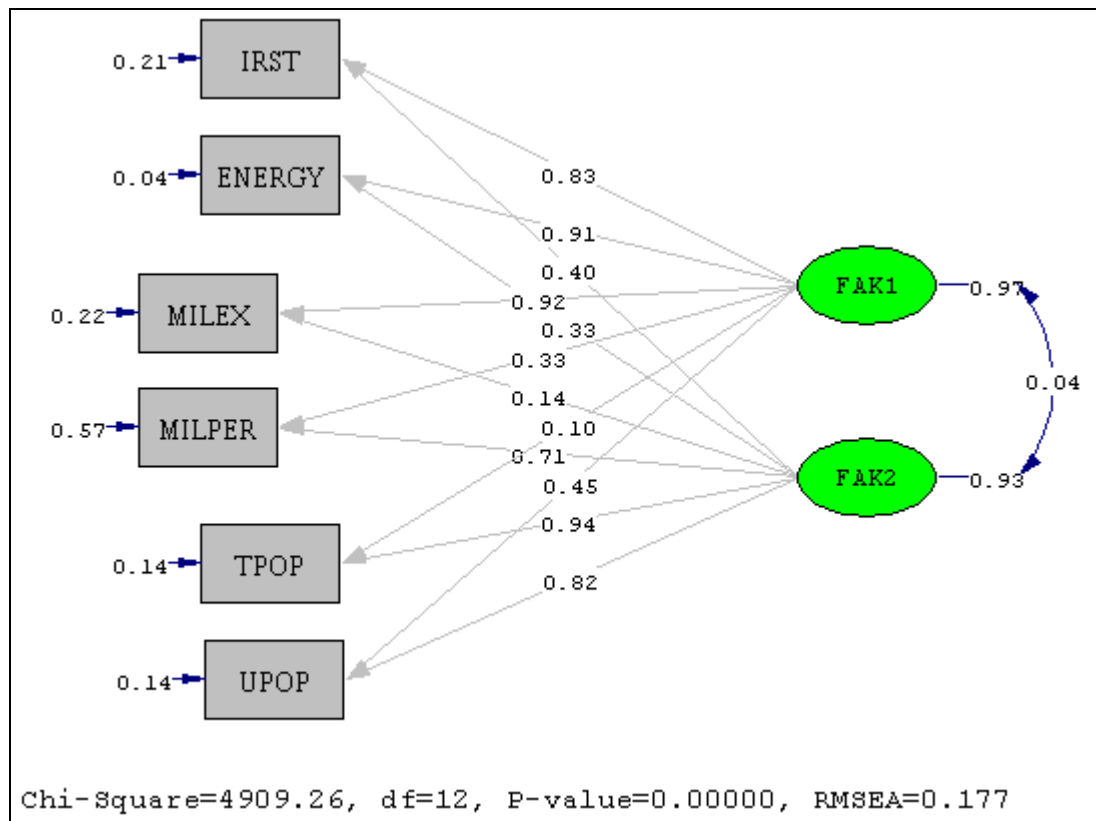 0.21 IRST
0.83
0.04 ENERGY
0.91
0.40
FAK1 0.97
0.22 MILEX
0.92
0.33
0.33
0.04
0.14
0.57 MILPER
0.10
0.71
0.45
FAK2 0.93
0.94
0.14 TPOP
0.82
0.14 UPOP
Chi-Square=4909.26, df=12, P-value=0.00000, RMSEA=0.177